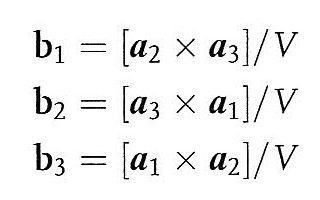 b₁ = [a₂ × a₃]/V
b₂ = [a₃ × a₁]/V
b₃ = [a₁ × a₂]/V